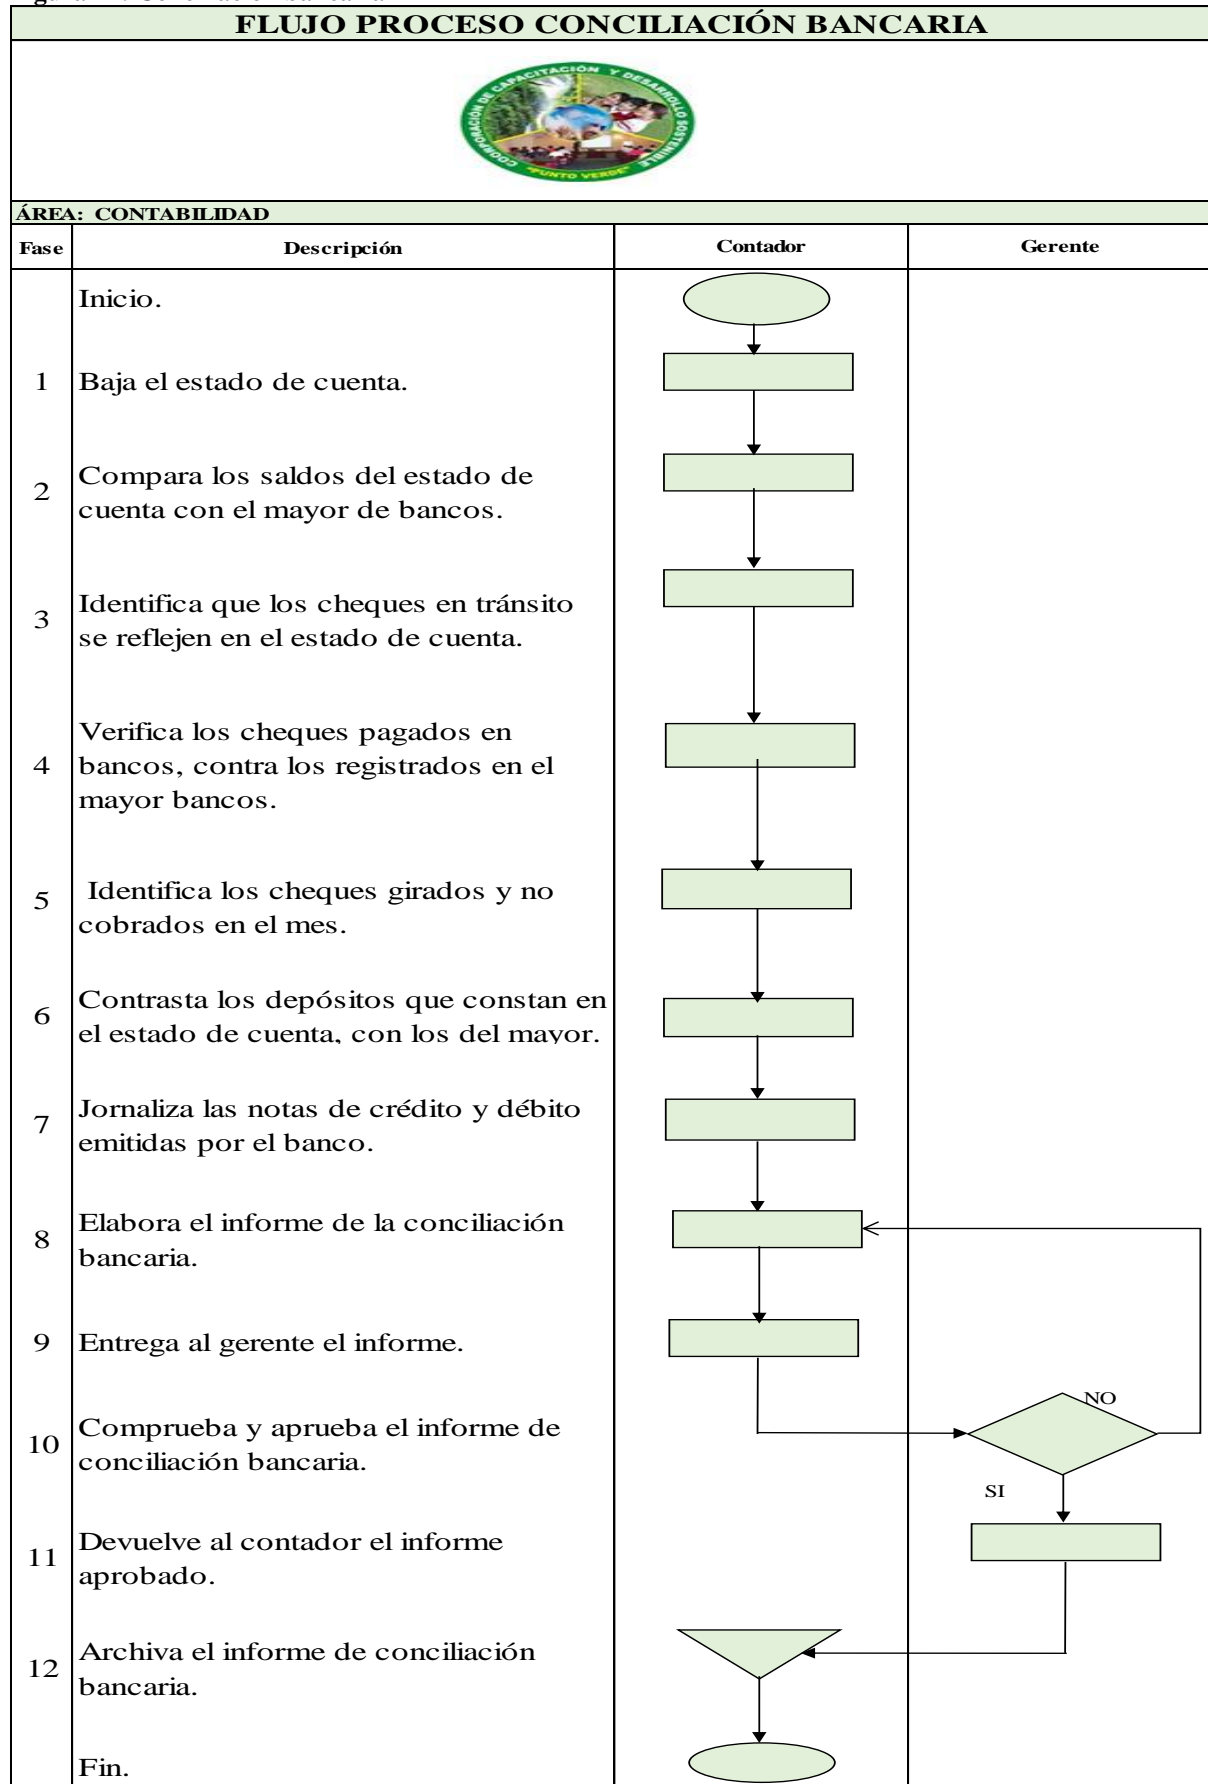 FLUJO PROCESO CONCILIACIÓN BANCARIA
COORPORACIÓN DE CAPACITACIÓN Y DESARROLLO SOSTENIBLE
"PUNTO VERDE"
ÁREA: CONTABILIDAD
Fase Descripción Contador Gerente
Inicio.
1 Baja el estado de cuenta.
2 Compara los saldos del estado de
cuenta con el mayor de bancos.
3 Identifica que los cheques en tránsito
se reflejen en el estado de cuenta.
4 Verifica los cheques pagados en
bancos, contra los registrados en el
mayor bancos.
5 Identifica los cheques girados y no
cobrados en el mes.
6 Contrasta los depósitos que constan en
el estado de cuenta, con los del mayor.
7 Jornaliza las notas de crédito y débito
emitidas por el banco.
8 Elabora el informe de la conciliación
bancaria.
9 Entrega al gerente el informe.
NO
10 Comprueba y aprueba el informe de
conciliación bancaria.
SI
11 Devuelve al contador el informe
aprobado.
12 Archiva el informe de conciliación
bancaria.
Fin.